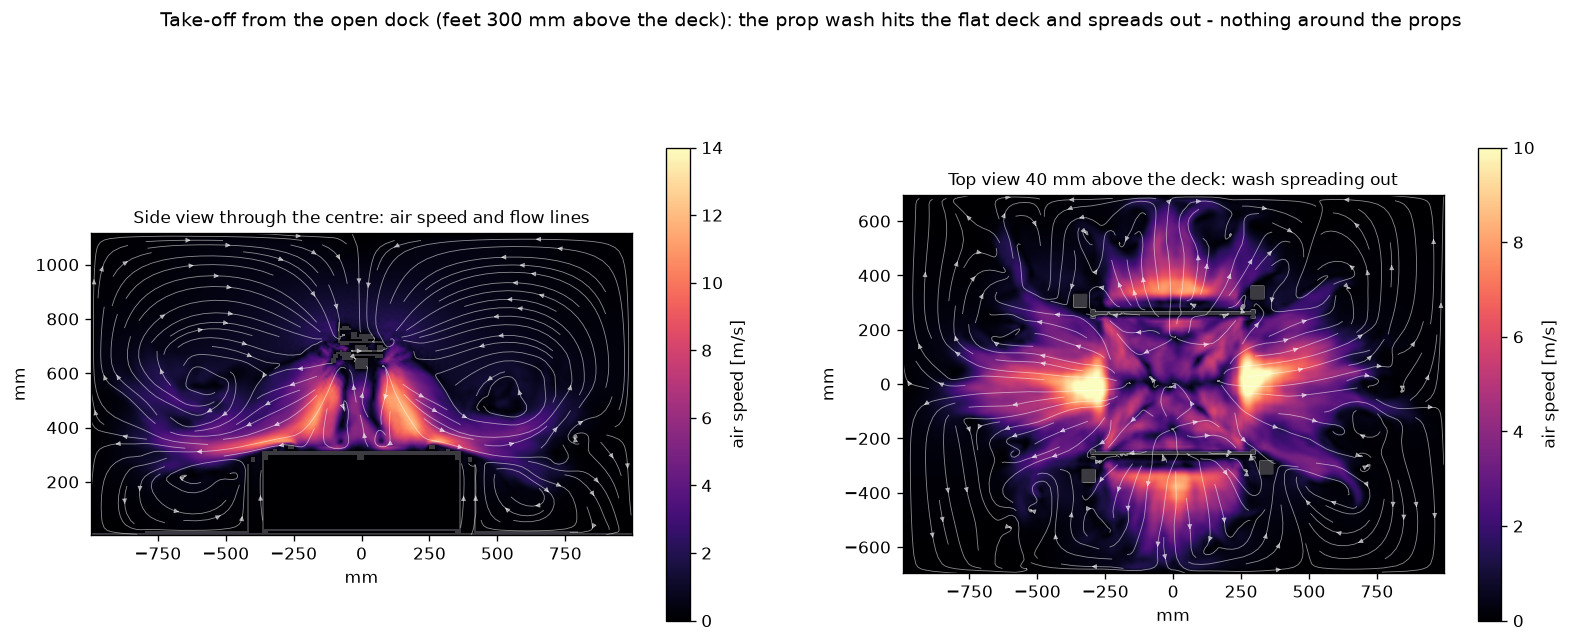 Take-off from the open dock (feet 300 mm above the deck): the prop wash hits the flat deck and spreads out - nothing around the props
Side view through the centre: air speed and flow lines
1000
800
600
400
200
mm
−750 −500 −250 0 250 500 750
mm
14
12
10
8
6
4
2
0
air speed [m/s]
Top view 40 mm above the deck: wash spreading out
600
400
200
0
−200
−400
−600
mm
−750 −500 −250 0 250 500 750
mm
10
8
6
4
2
0
air speed [m/s]